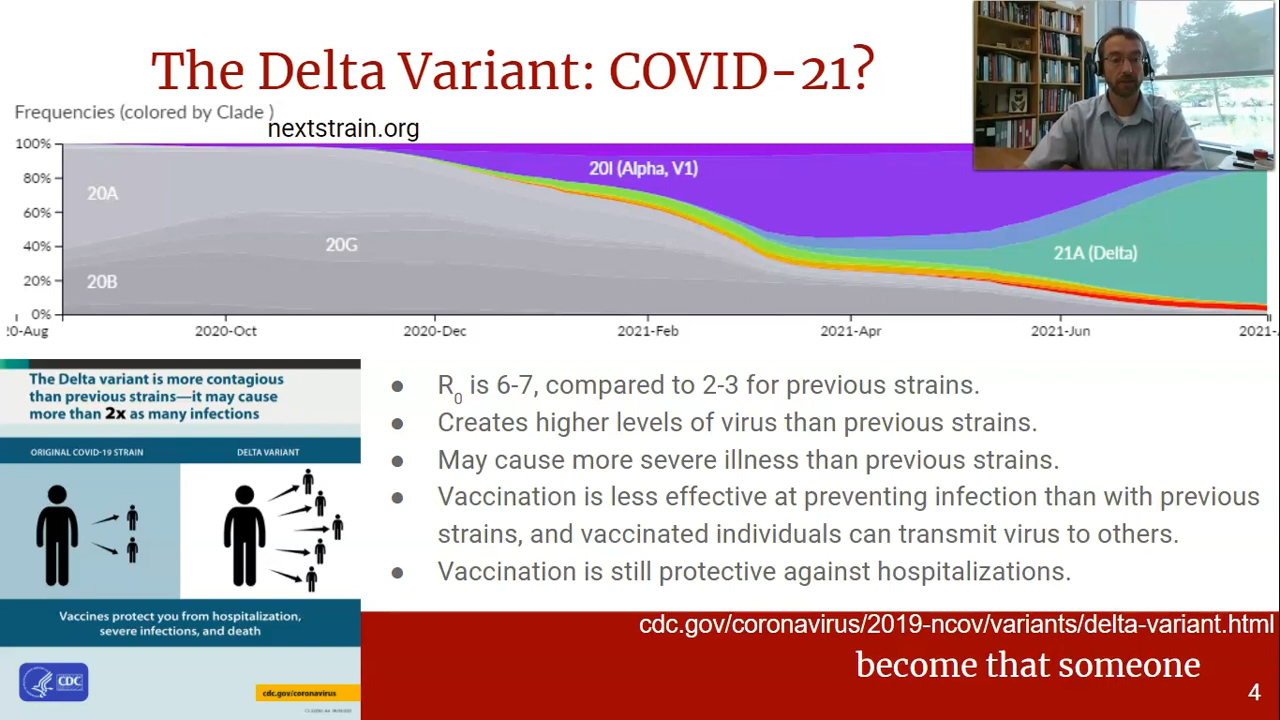 The Delta Variant: COVID-21?
Frequencies (colored by Clade )
nextstrain.org
100%
80%
60%
40%
20%
0%
20A
20G
20B
20I (Alpha, V1)
21A (Delta)
0-Aug
2020-Oct
2020-Dec
2021-Feb
2021-Apr
2021-Jun
2021-
The Delta variant is more contagious
than previous strains—it may cause
more than 2x as many infections
ORIGINAL COVID-19 STRAIN
DELTA VARIANT
Vaccines protect you from hospitalization,
severe infections, and death
CDC
cdc.gov/coronavirus
● R0 is 6-7, compared to 2-3 for previous strains.
● Creates higher levels of virus than previous strains.
● May cause more severe illness than previous strains.
● Vaccination is less effective at preventing infection than with previous
strains, and vaccinated individuals can transmit virus to others.
● Vaccination is still protective against hospitalizations.
cdc.gov/coronavirus/2019-ncov/variants/delta-variant.html
become that someone
4